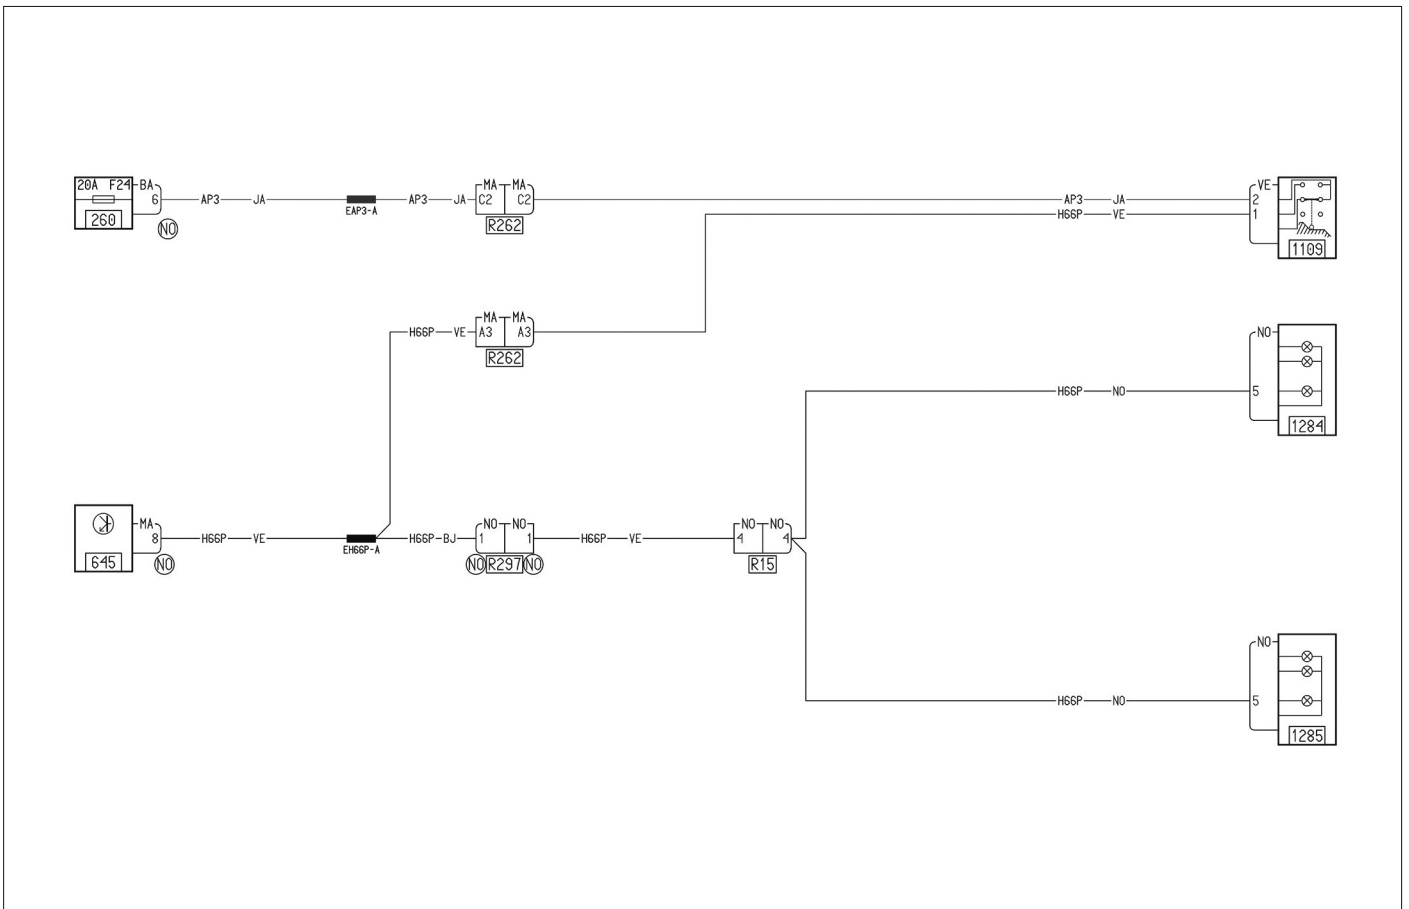 20A F24 BA 6
260
NO
AP3 JA
EAP3-A
AP3 JA
MA MA
C2 C2
R262
AP3 JA
H66P VE
VE
2
1
1109
H66P VE
MA MA
A3 A3
R262
H66P NO
NO
5
1284
MA
8
645
NO
H66P VE
EH66P-A
H66P BJ
NO NO
1 1
NO R297 NO
H66P VE
NO NO
4 4
R15
H66P NO
NO
5
1285